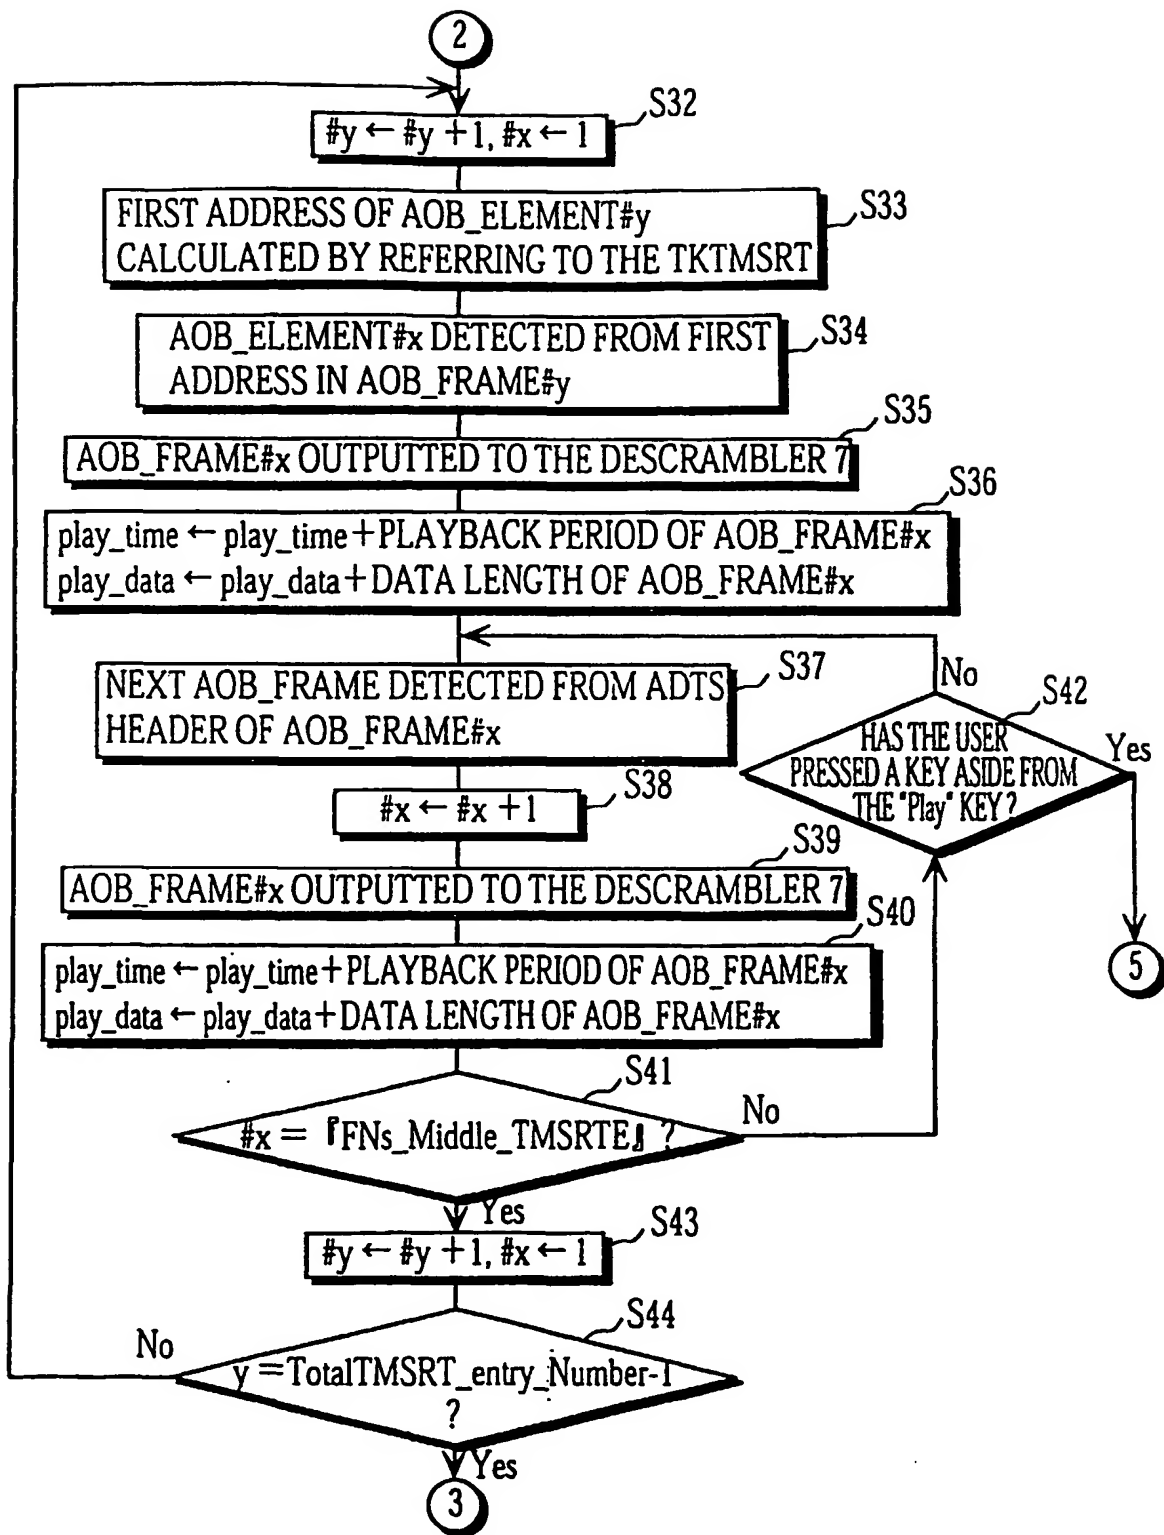 2
S32
#y ← #y + 1, #x ← 1
S33
FIRST ADDRESS OF AOB_ELEMENT#y
CALCULATED BY REFERRING TO THE TKTMSRT
S34
AOB_ELEMENT#x DETECTED FROM FIRST
ADDRESS IN AOB_FRAME#y
S35
AOB_FRAME#x OUTPUTTED TO THE DESCRAMBLER 7
S36
play_time ← play_time+PLAYBACK PERIOD OF AOB_FRAME#x
play_data ← play_data+DATA LENGTH OF AOB_FRAME#x
S37
NEXT AOB_FRAME DETECTED FROM ADTS
HEADER OF AOB_FRAME#x
No
S42
HAS THE USER
PRESSED A KEY ASIDE FROM
THE "Play" KEY ?
Yes
S38
#x ← #x + 1
S39
AOB_FRAME#x OUTPUTTED TO THE DESCRAMBLER 7
S40
play_time ← play_time+PLAYBACK PERIOD OF AOB_FRAME#x
play_data ← play_data+DATA LENGTH OF AOB_FRAME#x
5
S41
#x = 『FNs_Middle_TMSRTE』 ?
No
Yes
S43
#y ← #y + 1, #x ← 1
S44
No
y =TotalTMSRT_entry_Number-1
?
Yes
3